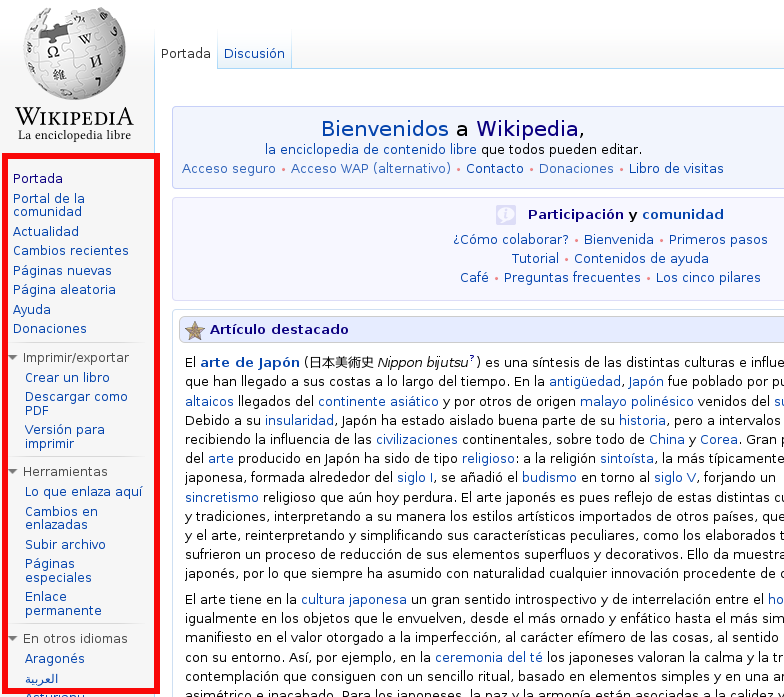 WIKIPEDIA
La enciclopedia libre
Portada
Portal de la
comunidad
Actualidad
Cambios recientes
Páginas nuevas
Página aleatoria
Ayuda
Donaciones
Imprimir/exportar
Crear un libro
Descargar como
PDF
Versión para
imprimir
Herramientas
Lo que enlaza aquí
Cambios en
enlazadas
Subir archivo
Páginas
especiales
Enlace
permanente
En otros idiomas
Aragonés
العربية
Portada Discusión
Bienvenidos a Wikipedia,
la enciclopedia de contenido libre que todos pueden editar.
Acceso seguro • Acceso WAP (alternativo) • Contacto • Donaciones • Libro de visitas
Participación y comunidad
¿Cómo colaborar? • Bienvenida • Primeros pasos
Tutorial • Contenidos de ayuda
Café • Preguntas frecuentes • Los cinco pilares
Artículo destacado
El arte de Japón (日本美術史 Nippon bijutsu?) es una síntesis de las distintas culturas e
que han llegado a sus costas a lo largo del tiempo. En la antigüedad, Japón fue poblado por
altaicos llegados del continente asiático y por otros de origen malayo polinésico venidos del
Debido a su insularidad, Japón ha estado aislado buena parte de su historia, pero a intervalos
recibiendo la influencia de las civilizaciones continentales, sobre todo de China y Corea. Gran
del arte producido en Japón ha sido de tipo religioso: a la religión sintoísta, la más típicamente
japonesa, formada alrededor del siglo I, se añadió el budismo en torno al siglo V, forjando un
sincretismo religioso que aún hoy perdura. El arte japonés es pues reflejo de estas distintas
y tradiciones, interpretando a su manera los estilos artísticos importados de otros países, que
y el arte, reinterpretando y simplificando sus características peculiares, como los elaborados
sufrieron un proceso de reducción de sus elementos superfluos y decorativos. Ello da
japonés, por lo que siempre ha asumido con naturalidad cualquier innovación procedente de
El arte tiene en la cultura japonesa un gran sentido introspectivo y de interrelación entre el
igualmente en los objetos que le envuelven, desde el más ornado y enfático hasta el más
manifiesto en el valor otorgado a la imperfección, al carácter efímero de las cosas, al sentido
con su entorno. Así, por ejemplo, en la ceremonia del té los japoneses valoran la calma y la
contemplación que consiguen con un sencillo ritual, basado en elementos simples y en una
asimétrico e inacabado. Para los japoneses, la paz y la armonía están asociadas a la calidez y